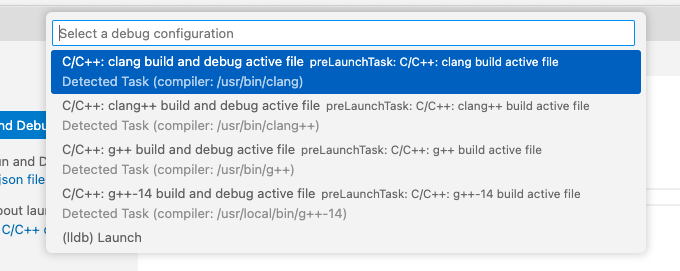 Select a debug configuration
C/C++: clang build and debug active file preLaunchTask: C/C++: clang build active file
Detected Task (compiler: /usr/bin/clang)
C/C++: clang++ build and debug active file preLaunchTask: C/C++: clang++ build active file
Detected Task (compiler: /usr/bin/clang++)
nd Debu
C/C++: g++ build and debug active file preLaunchTask: C/C++: g++ build active file
un and D
Detected Task (compiler: /usr/bin/g++)
json file
C/C++: g++-14 build and debug active file preLaunchTask: C/C++: g++-14 build active file
bout laun
Detected Task (compiler: /usr/local/bin/g++-14)
C/C++
(lldb) Launch